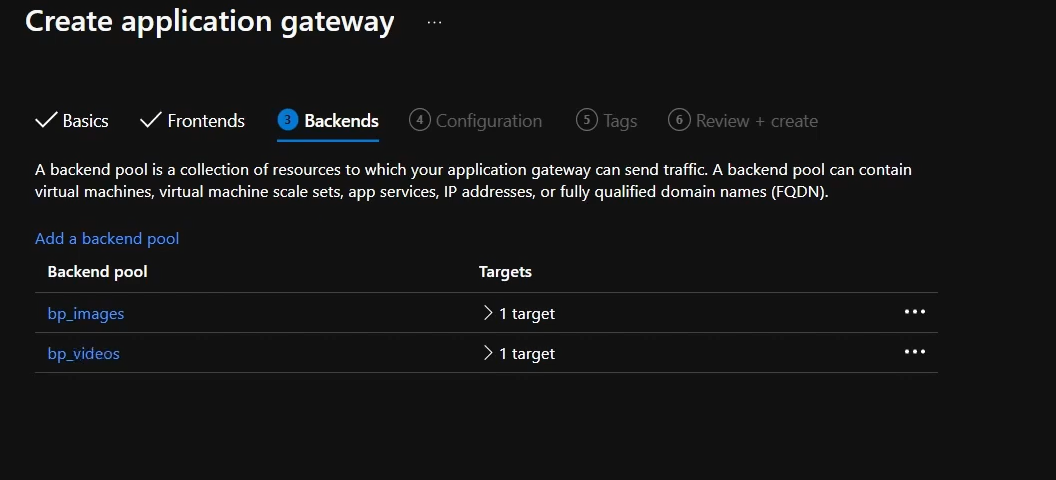 Create application gateway ...
Basics Frontends 3 Backends 4 Configuration 5 Tags 6 Review + create
A backend pool is a collection of resources to which your application gateway can send traffic. A backend pool can contain
virtual machines, virtual machine scale sets, app services, IP addresses, or fully qualified domain names (FQDN).
Add a backend pool
Backend pool Targets
bp_images 1 target
bp_videos 1 target